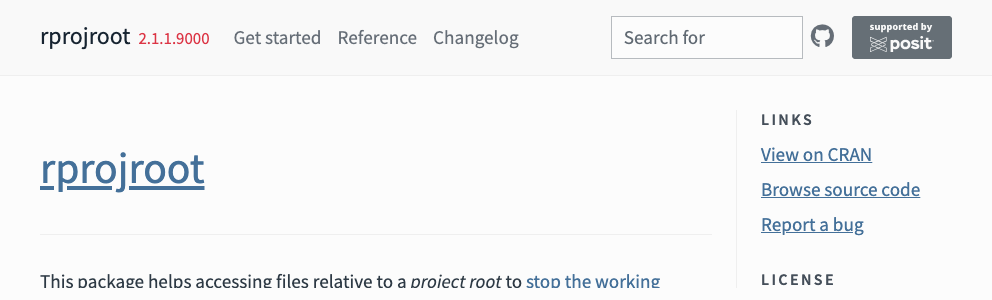 rprojroot 2.1.1.9000 Get started Reference Changelog Search for supported by posit
rprojroot
This package helps accessing files relative to a project root to stop the working
LINKS
View on CRAN
Browse source code
Report a bug
LICENSE